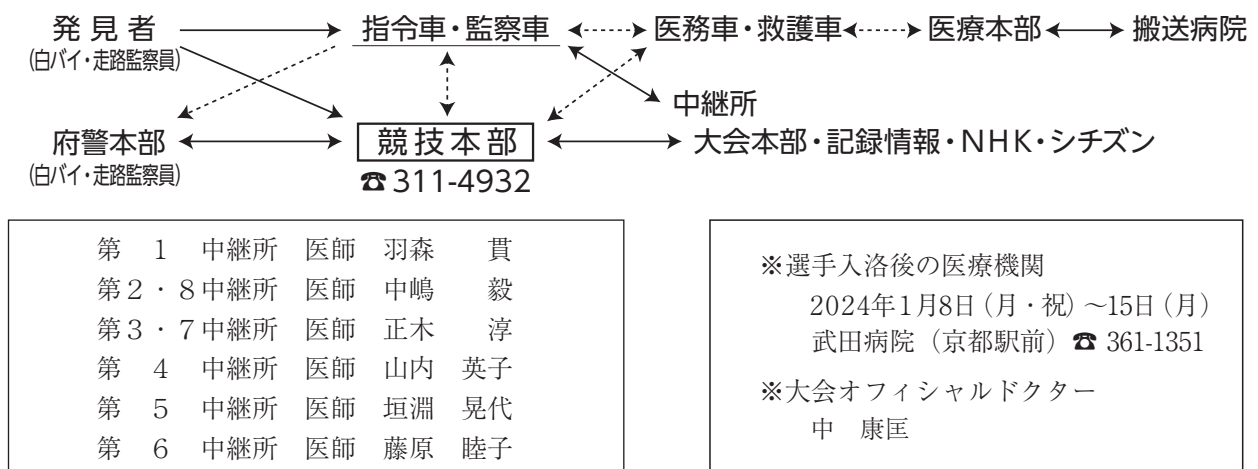 発見者 指令車・監察車 医務車・救護車 医療本部 搬送病院
(白バイ・走路監察員)
中継所
府警本部 競技本部 大会本部・記録情報・NHK・シチズン
(白バイ・走路監察員)
☎311-4932
第 1 中継所 医師 羽森 貫
第2・8中継所 医師 中嶋 毅
第3・7中継所 医師 正木 淳
第 4 中継所 医師 山内 英子
第 5 中継所 医師 垣淵 晃代
第 6 中継所 医師 藤原 睦子
※選手入洛後の医療機関
2024年1月8日(月・祝)~15日(月)
武田病院(京都駅前)☎ 361-1351
※大会オフィシャルドクター
中 康匡